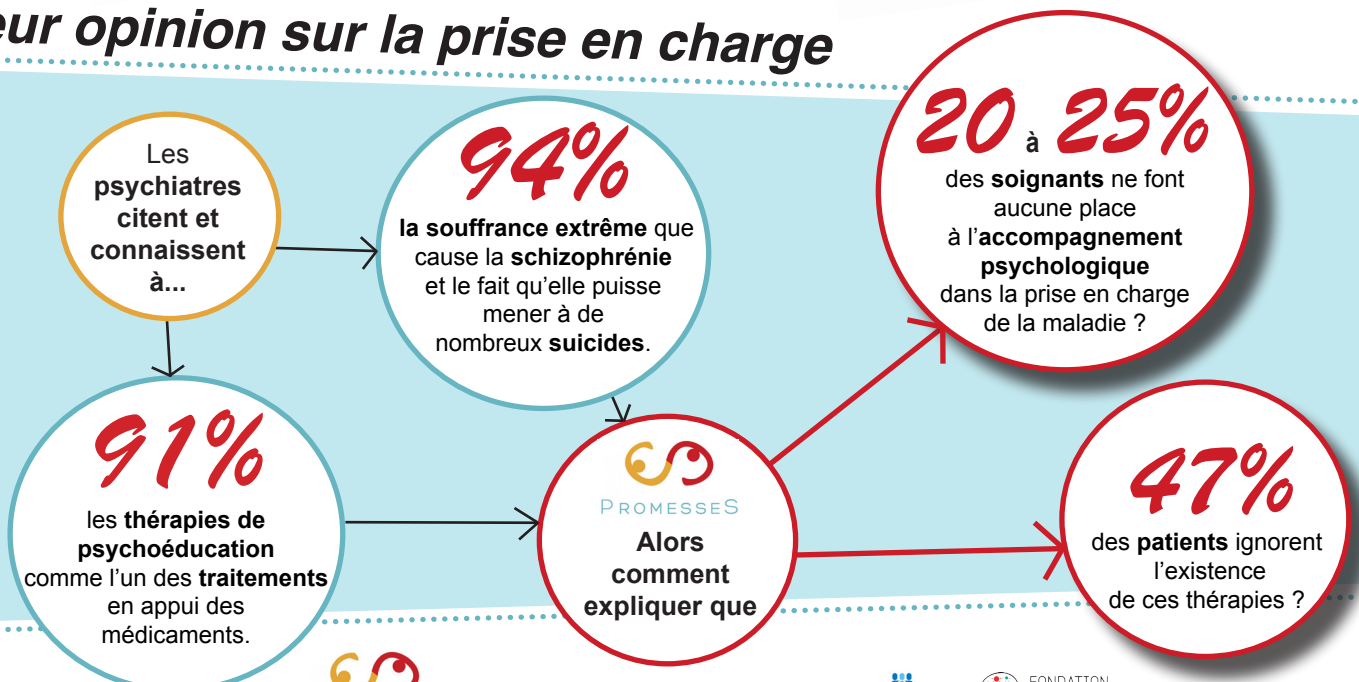 eur opinion sur la prise en charge
Les
psychiatres
citent et
connaissent
à...
94%
la souffrance extrême que
cause la schizophrénie
et le fait qu'elle puisse
mener à de
nombreux suicides.
91%
les thérapies de
psychoéducation
comme l'un des traitements
en appui des
médicaments.
PROMESSES
Alors
comment
expliquer que
20 à 25%
des soignants ne font
aucune place
à l'accompagnement
psychologique
dans la prise en charge
de la maladie ?
47%
des patients ignorent
l'existence
de ces thérapies ?
FONDATION